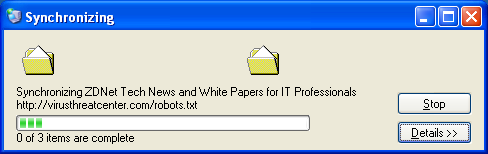 Synchronizing
Synchronizing ZDNet Tech News and White Papers for IT Professionals
http://virusthreatcenter.com/robots.txt
Stop
0 of 3 items are complete
Details >>